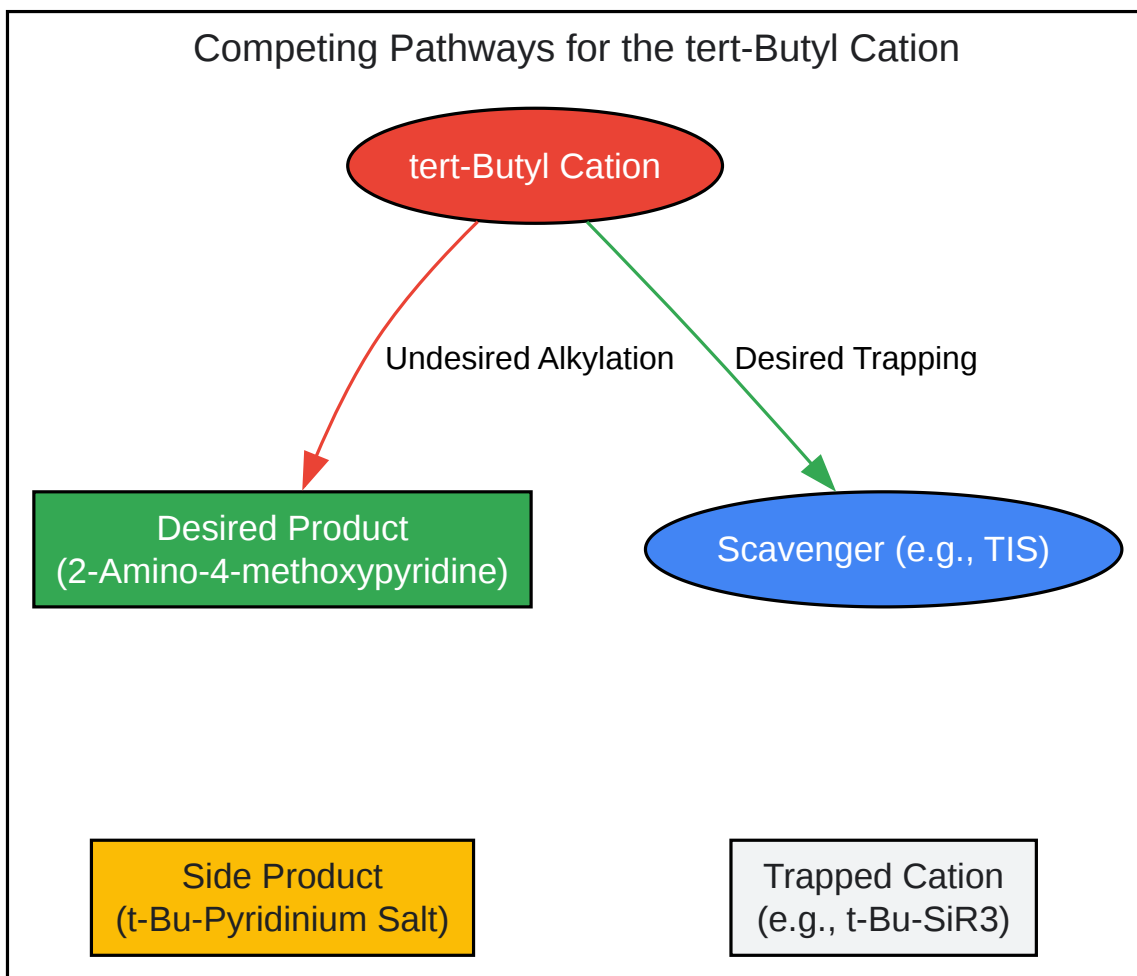 Competing Pathways for the tert-Butyl Cation
tert-Butyl Cation
Undesired Alkylation
Desired Trapping
Desired Product
(2-Amino-4-methoxypyridine)
Scavenger (e.g., TIS)
Side Product
(t-Bu-Pyridinium Salt)
Trapped Cation
(e.g., t-Bu-SiR3)